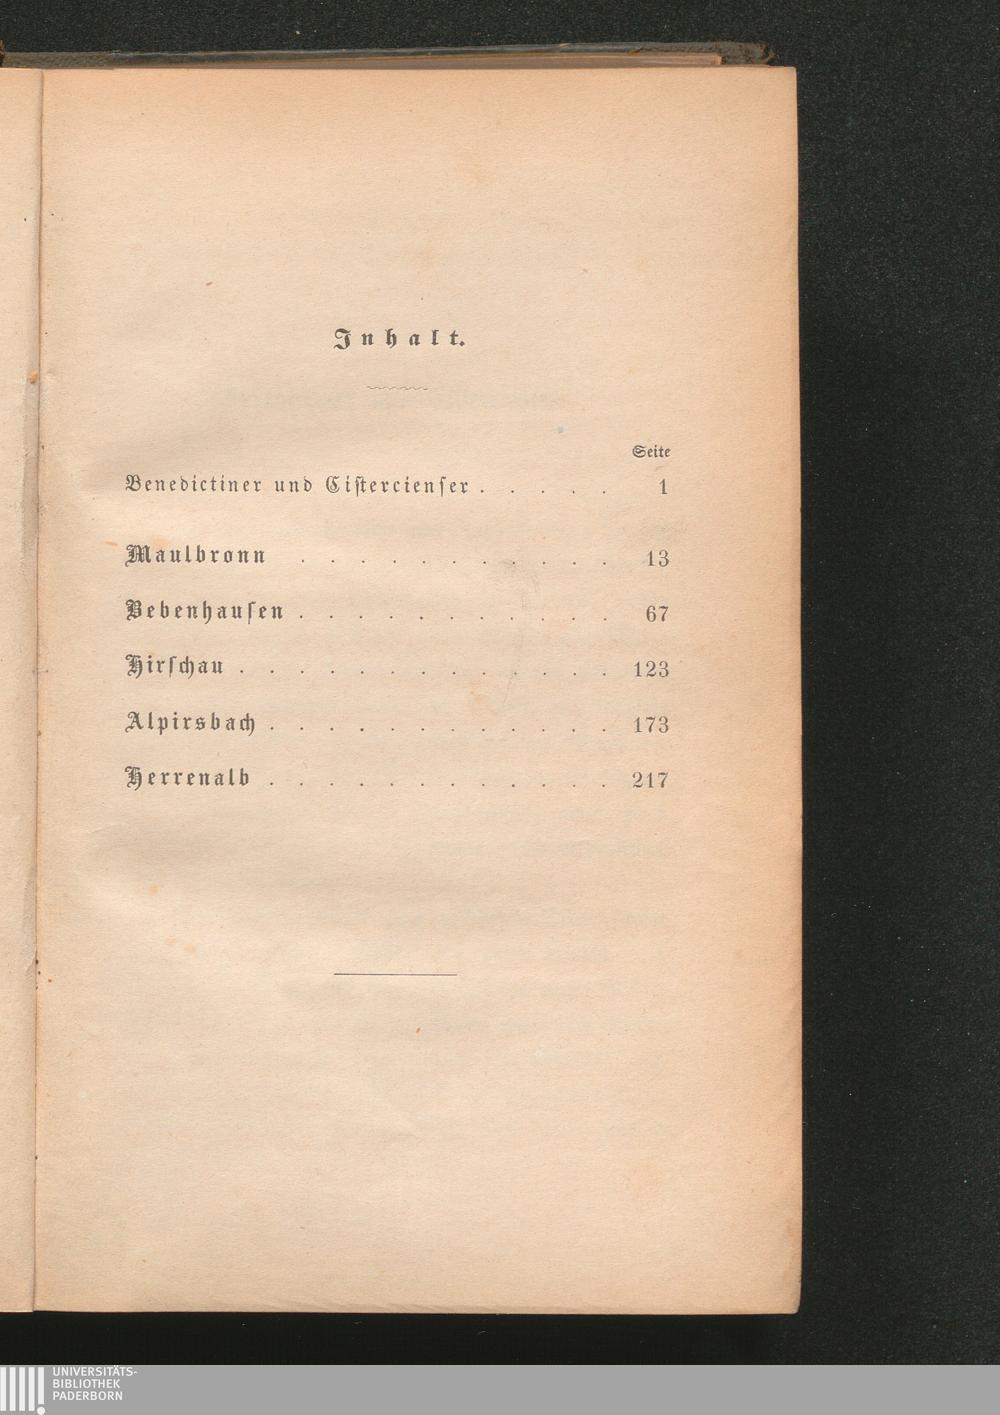 Inhalt.
Seite
Benedictiner und Cistercienser . . . . . 1
Maulbronn . . . . . . . . . . . 13
Bebenhausen . . . . . . . . . . . 67
Hirschau . . . . . . . . . . . . . 123
Alpirsbach . . . . . . . . . . . . 173
Herrenalb . . . . . . . . . . . . 217
UNIVERSITÄTS-
BIBLIOTHEK
PADERBORN